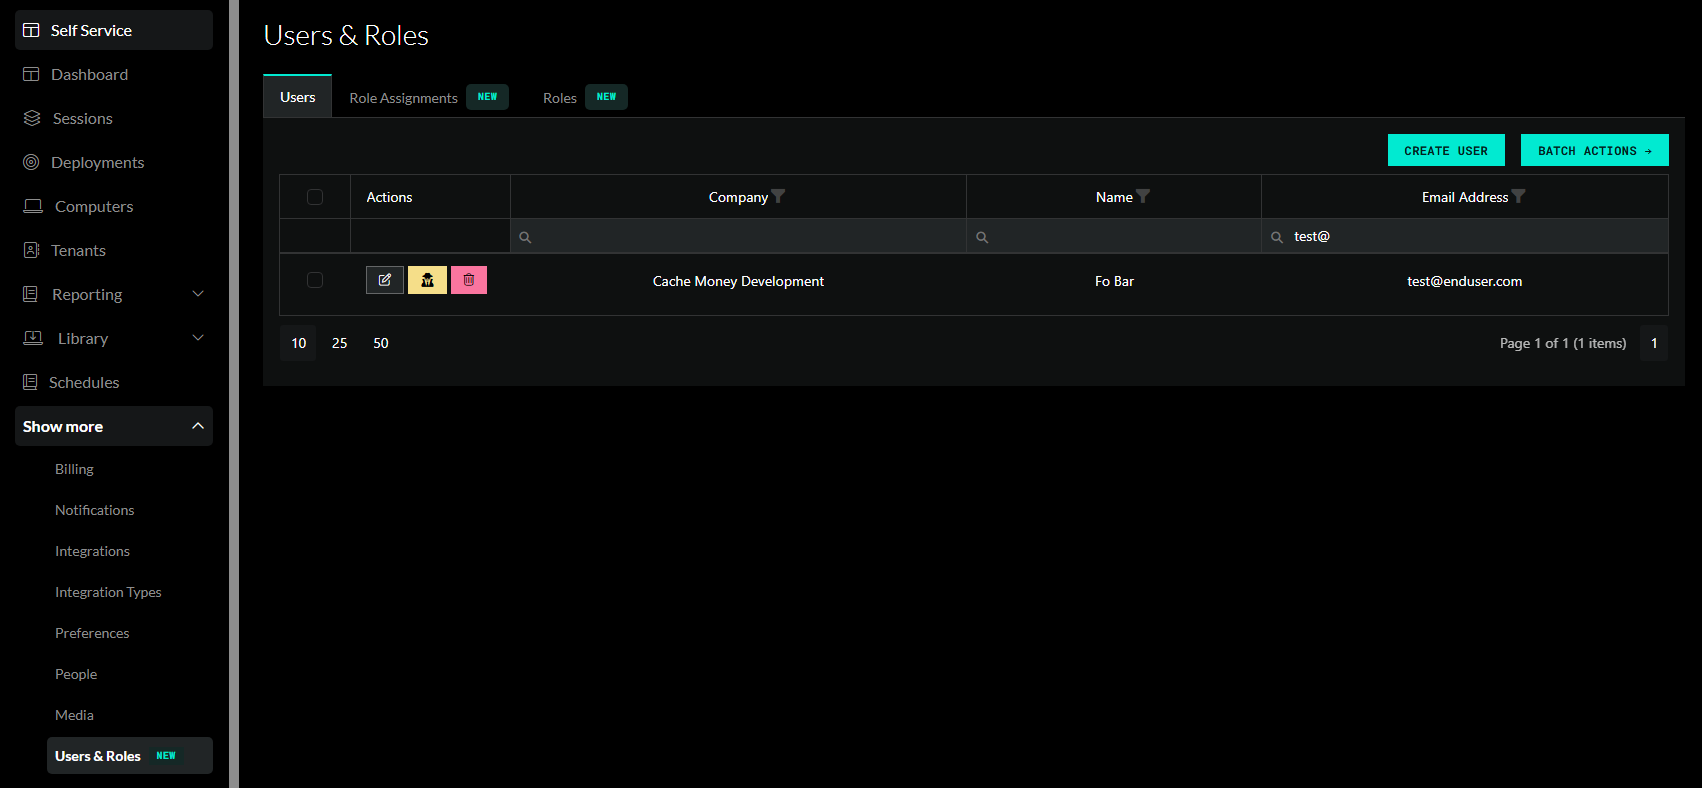 Self Service
Dashboard
Sessions
Deployments
Computers
Tenants
Reporting
Library
Schedules
Show more
Billing
Notifications
Integrations
Integration Types
Preferences
People
Media
Users & Roles NEW
Users & Roles
Users Role Assignments NEW Roles NEW
CREATE USER BATCH ACTIONS →
Actions Company Name Email Address
test@
Cache Money Development Fo Bar test@enduser.com
10 25 50 Page 1 of 1 (1 items) 1